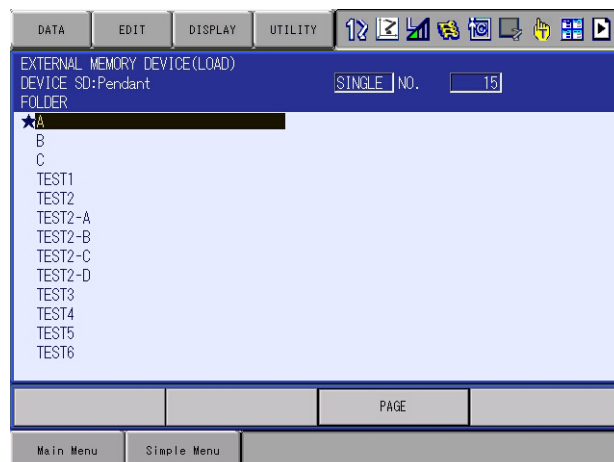 DATA EDIT DISPLAY UTILITY
EXTERNAL MEMORY DEVICE(LOAD)
DEVICE SD:Pendant SINGLE NO. 15
FOLDER
★A
B
C
TEST1
TEST2
TEST2-A
TEST2-B
TEST2-C
TEST2-D
TEST3
TEST4
TEST5
TEST6
PAGE
Main Menu Simple Menu